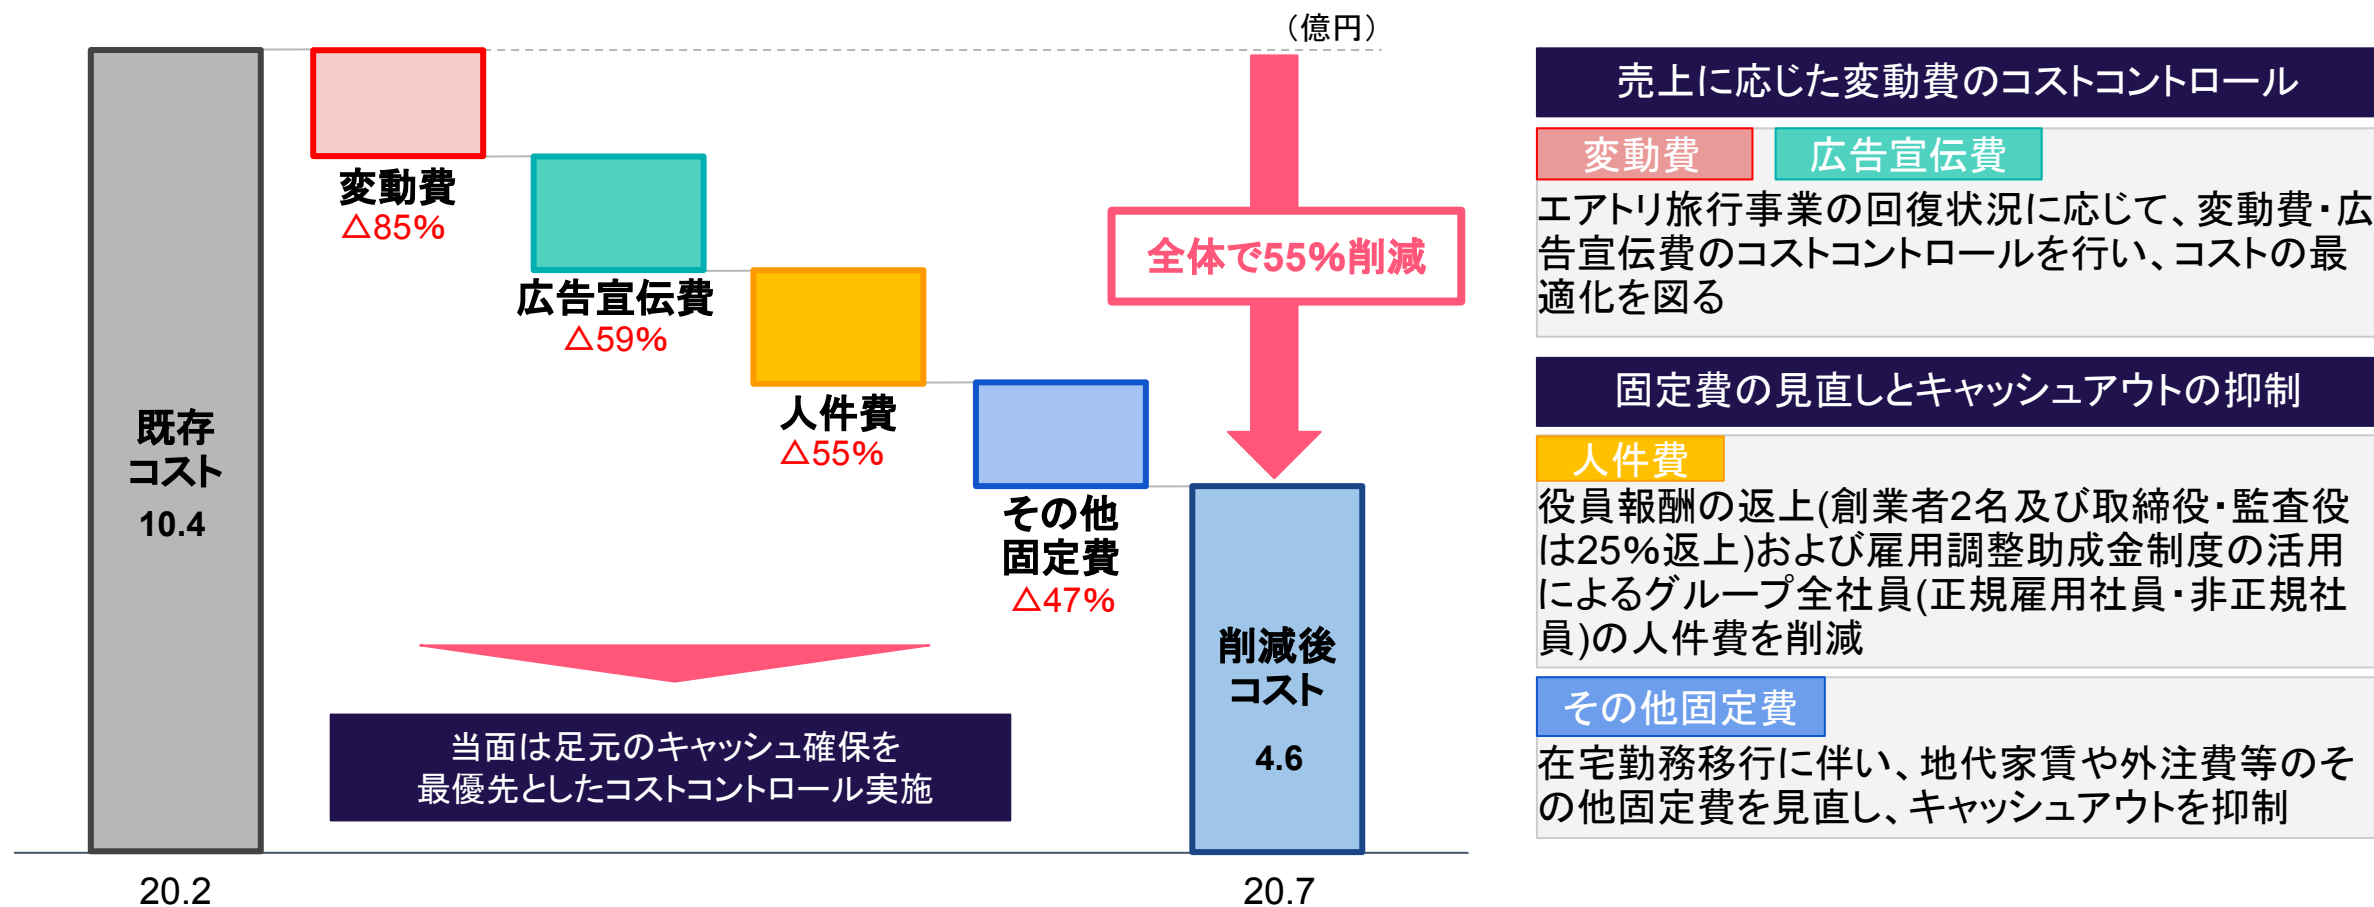 （億円）
既存
コスト
10.4
変動費
△85%
広告宣伝費
△59%
人件費
△55%
その他
固定費
△47%
全体で55%削減
削減後
コスト
4.6
当面は足元のキャッシュ確保を
最優先としたコストコントロール実施
20.2
20.7
売上に応じた変動費のコストコントロール
変動費
広告宣伝費
エアトリ旅行事業の回復状況に応じて、変動費・広
告宣伝費のコストコントロールを行い、コストの最
適化を図る
固定費の見直しとキャッシュアウトの抑制
人件費
役員報酬の返上(創業者2名及び取締役・監査役
は25%返上)および雇用調整助成金制度の活用
によるグループ全社員(正規雇用社員・非正規社
員)の人件費を削減
その他固定費
在宅勤務移行に伴い、地代家賃や外注費等のそ
の他固定費を見直し、キャッシュアウトを抑制